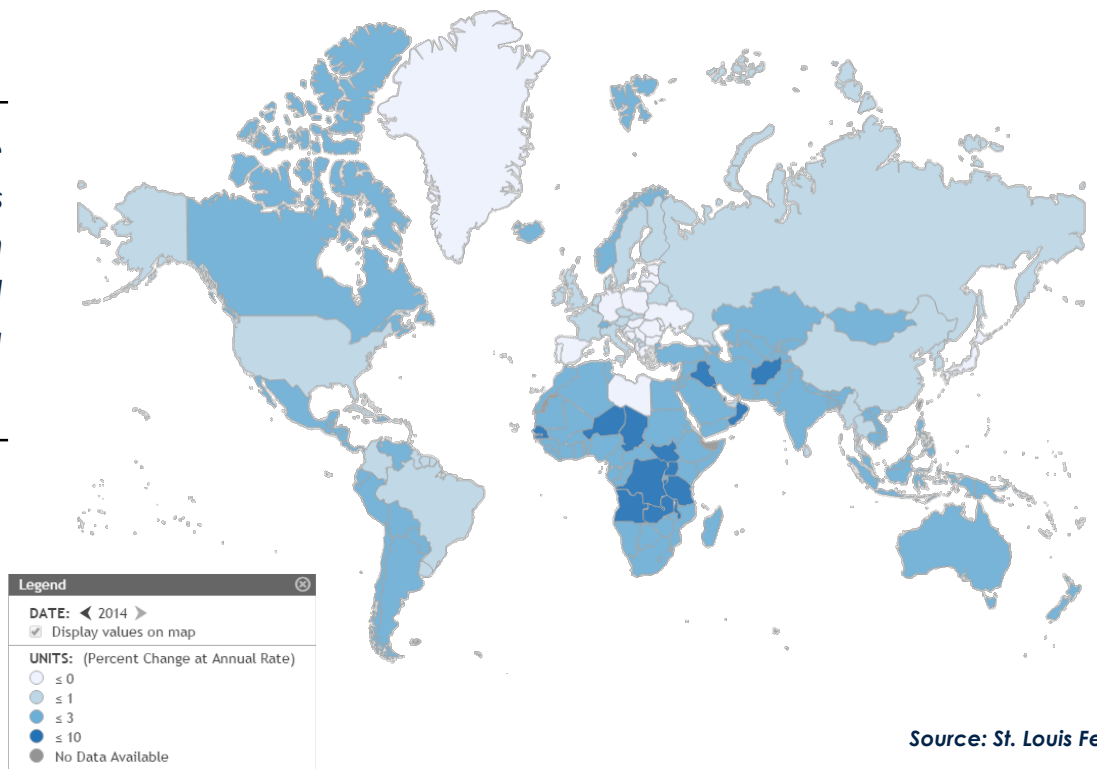 Legend
DATE: 2014
Display values on map
UNITS: (Percent Change at Annual Rate)
≤ 0
≤ 1
≤ 3
≤ 10
No Data Available
Source: St. Louis Fe